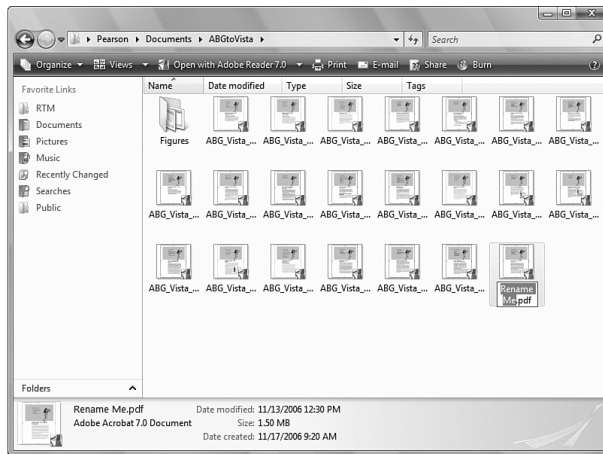 Pearson Documents ABGtoVista Search
Organize Views Open with Adobe Reader 7.0 Print E-mail Share Burn
Favorite Links
RTM
Documents
Pictures
Music
Recently Changed
Searches
Public
Folders
Name Date modified Type Size Tags
Figures ABG_Vista_... ABG_Vista_... ABG_Vista_... ABG_Vista_... ABG_Vista_... ABG_Vista_... ABG_Vista_...
ABG_Vista_... ABG_Vista_... ABG_Vista_... ABG_Vista_... ABG_Vista_... ABG_Vista_... ABG_Vista_... ABG_Vista_...
ABG_Vista_... ABG_Vista_... ABG_Vista_... ABG_Vista_... ABG_Vista_... ABG_Vista_... Rename
Me.pdf
Rename Me.pdf Date modified: 11/13/2006 12:30 PM
Adobe Acrobat 7.0 Document Size: 1.50 MB
Date created: 11/17/2006 9:20 AM